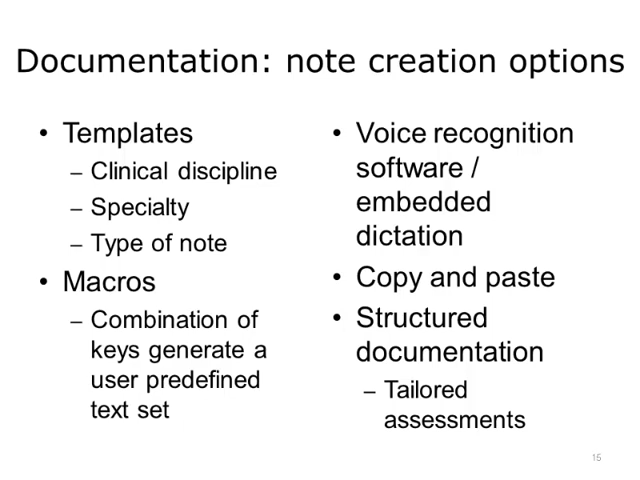 Documentation: note creation options
• Templates
– Clinical discipline
– Specialty
– Type of note
• Macros
– Combination of
keys generate a
user predefined
text set
• Voice recognition
software /
embedded
dictation
• Copy and paste
• Structured
documentation
– Tailored
assessments
15